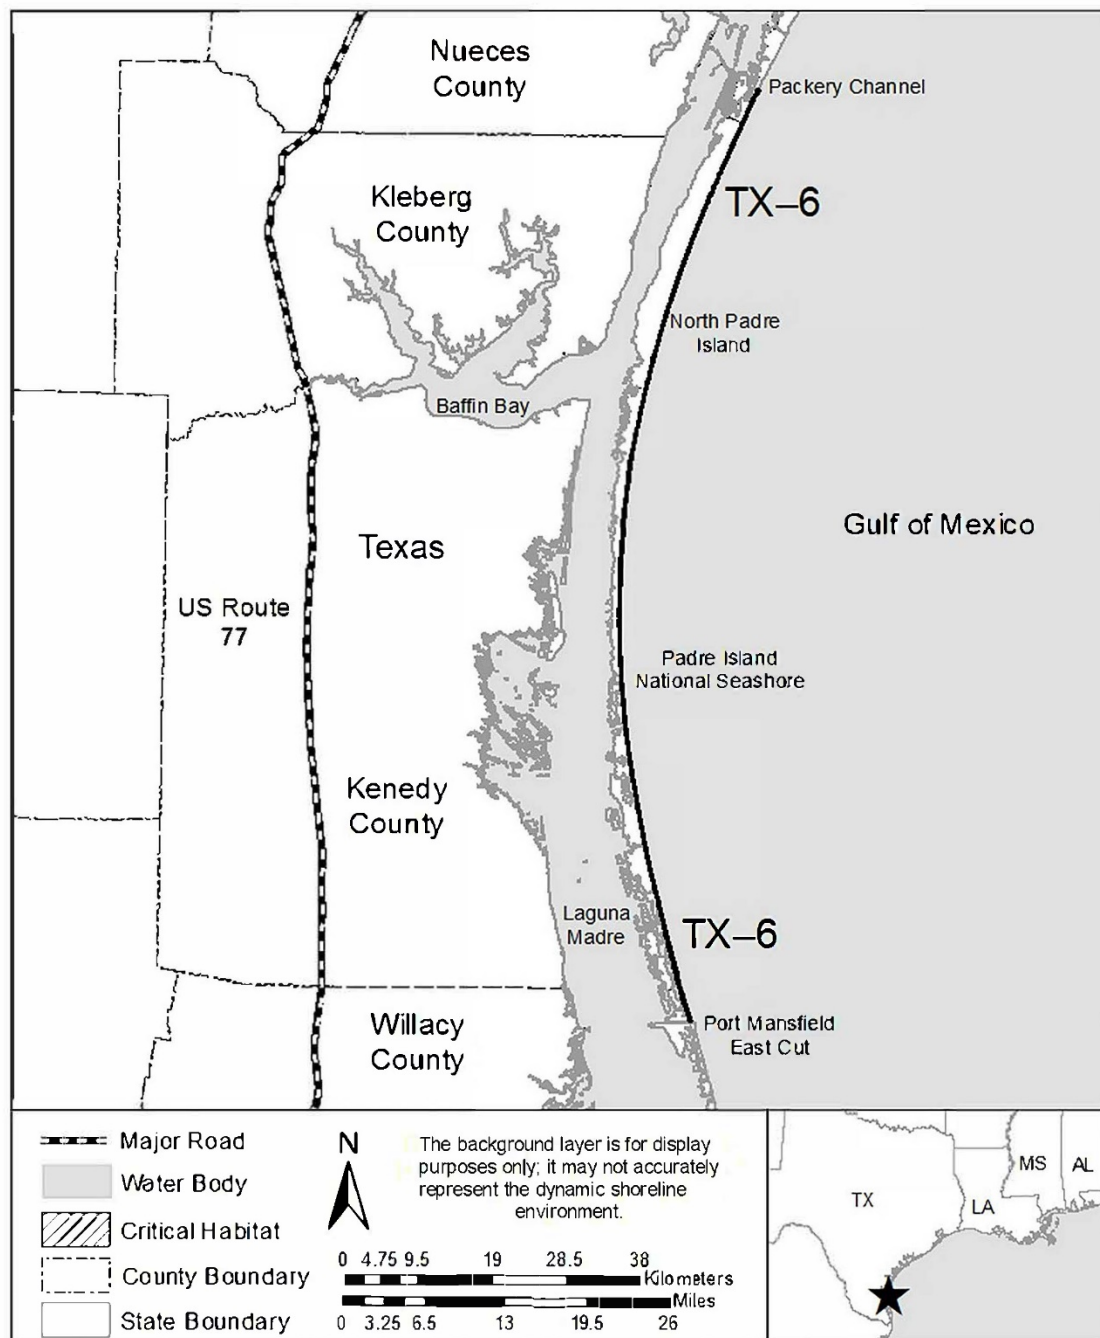 Nueces
County
Packery Channel
Kleberg
County
TX–6
North Padre
Island
Baffin Bay
Gulf of Mexico
Texas
US Route
77
Padre Island
National Seashore
Kenedy
County
Laguna
Madre
TX–6
Willacy
County
Port Mansfield
East Cut
Major Road
Water Body
Critical Habitat
County Boundary
State Boundary
N
The background layer is for display
purposes only; it may not accurately
represent the dynamic shoreline
environment.
0 4.75 9.5 19 28.5 38
Kilometers
Miles
0 3.25 6.5 13 19.5 26
TX
LA
MS
AL